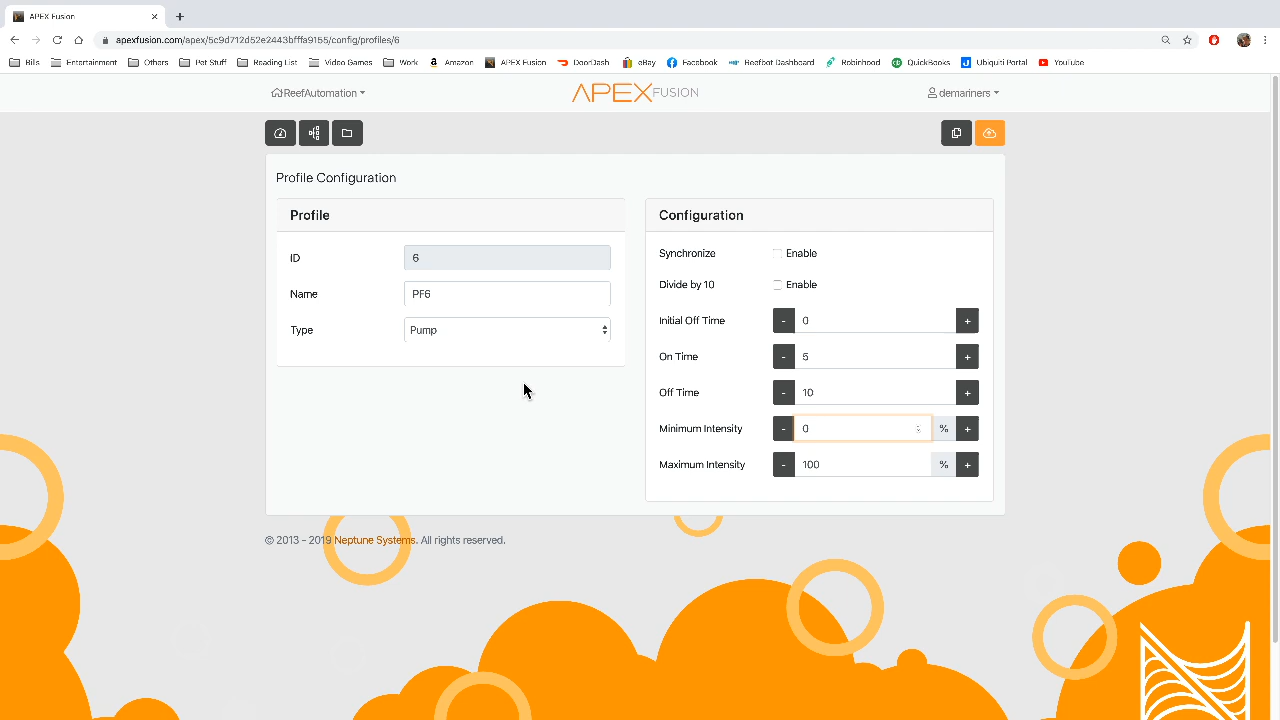 APEX Fusion
apexfusion.com/apex/5c9d712d52e2443bfffa9155/config/profiles/6
Bills Entertainment Others Pet Stuff Reading List Video Games Work Amazon APEX Fusion DoorDash eBay Facebook Reefbot Dashboard Robinhood QuickBooks Ubiquiti Portal YouTube
ReefAutomation APEX FUSION demariners
Profile Configuration
Profile
ID 6
Name PF6
Type Pump
Configuration
Synchronize Enable
Divide by 10 Enable
Initial Off Time - 0 +
On Time - 5 +
Off Time - 10 +
Minimum Intensity - 0 % +
Maximum Intensity - 100 % +
© 2013 - 2019 Neptune Systems. All rights reserved.